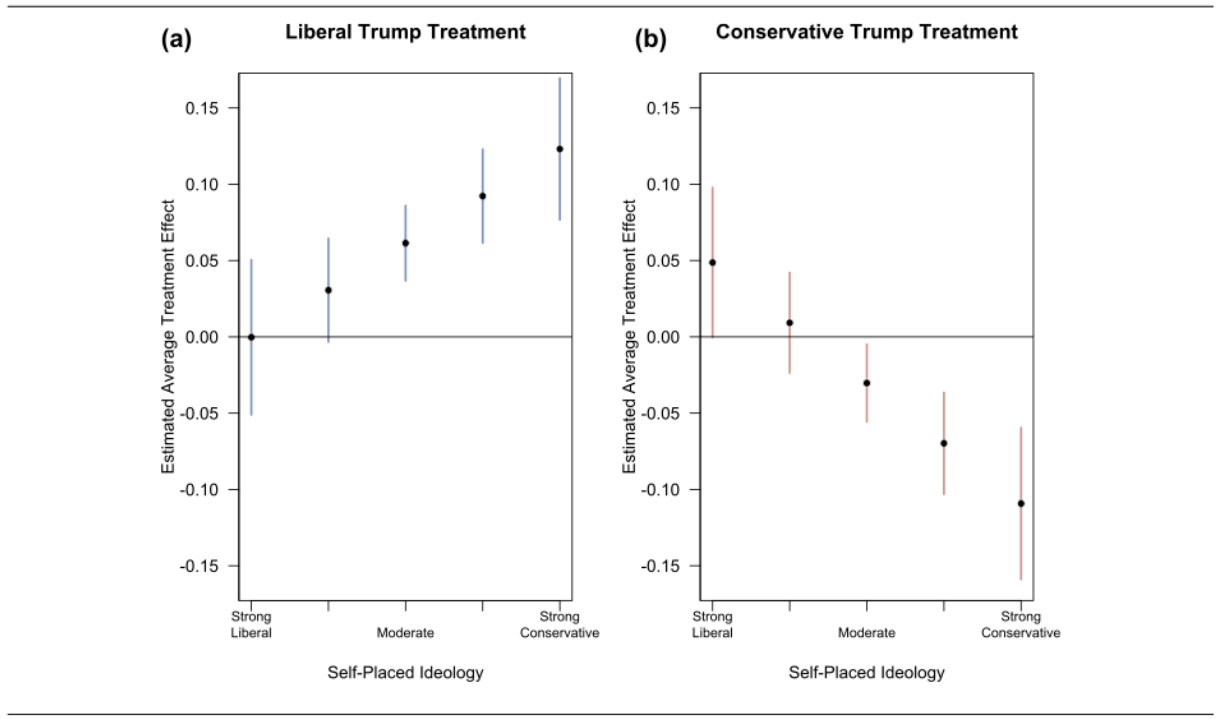 (a)
Liberal Trump Treatment
Estimated Average Treatment Effect
0.15
0.10
0.05
0.00
-0.05
-0.10
-0.15
Strong
Liberal
Moderate
Strong
Conservative
Self-Placed Ideology
(b)
Conservative Trump Treatment
Estimated Average Treatment Effect
0.15
0.10
0.05
0.00
-0.05
-0.10
-0.15
Strong
Liberal
Moderate
Strong
Conservative
Self-Placed Ideology